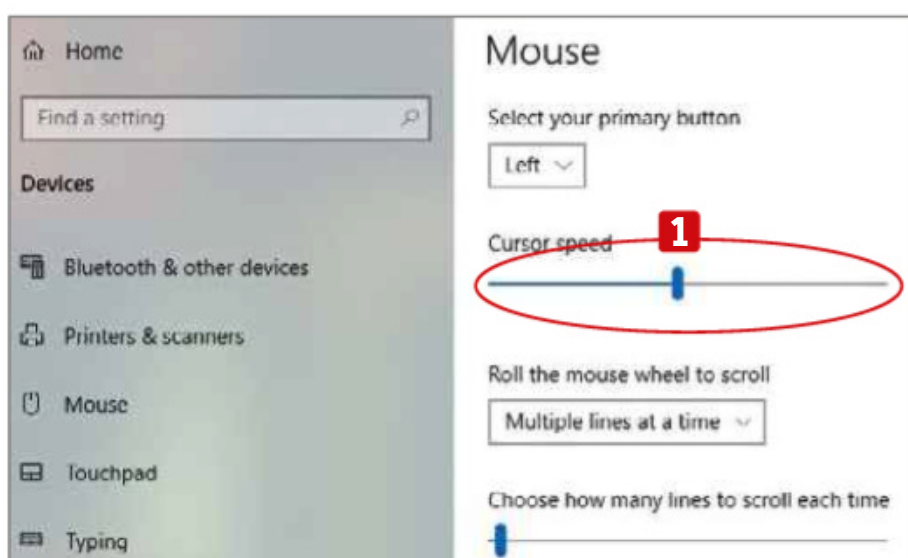 Home
Find a setting
Devices
Bluetooth & other devices
Printers & scanners
Mouse
Touchpad
Typing
Mouse
Select your primary button
Left
Cursor speed
1
Roll the mouse wheel to scroll
Multiple lines at a time
Choose how many lines to scroll each time